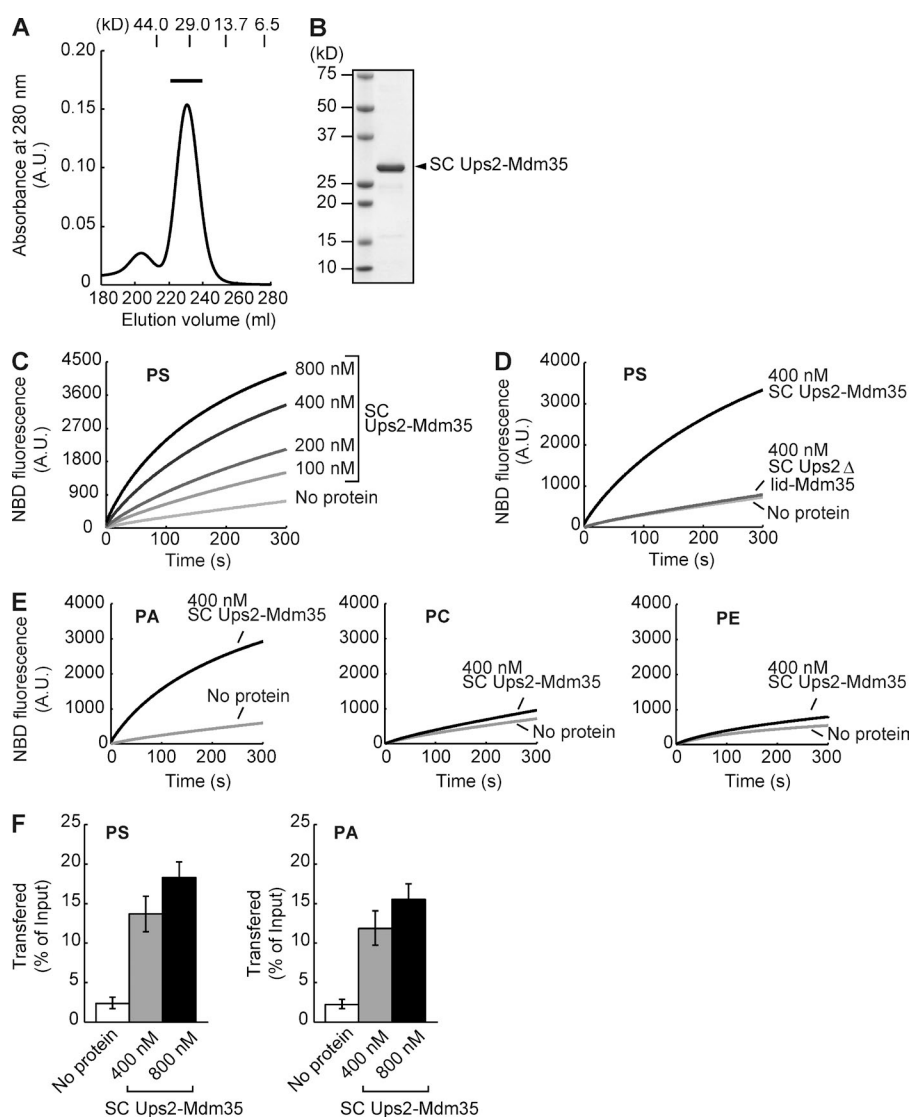 A
(kD) 44.0 29.0 13.7 6.5
0.20
0.15
0.10
0.05
0
Absorbance at 280 nm
(A.U.)
180 200 220 240 260 280
Elution volume (ml)
B
(kD)
75
50
37
25
20
15
10
SC Ups2-Mdm35
C
PS
4500
3600
2700
1800
900
0
NBD fluorescence
(A.U.)
0 100 200 300
Time (s)
800 nM
400 nM
200 nM
100 nM
No protein
SC
Ups2-Mdm35
D
PS
4000
3000
2000
1000
0
NBD fluorescence
(A.U.)
0 100 200 300
Time (s)
400 nM
SC Ups2-Mdm35
400 nM
SC Ups2Δ
lid-Mdm35
No protein
E
PA
4000
3000
2000
1000
0
NBD fluorescence
(A.U.)
0 100 200 300
Time (s)
400 nM
SC Ups2-Mdm35
No protein
PC
4000
3000
2000
1000
0
0 100 200 300
Time (s)
400 nM
SC Ups2-Mdm35
No protein
PE
4000
3000
2000
1000
0
0 100 200 300
Time (s)
400 nM
SC Ups2-Mdm35
No protein
F
PS
25
20
15
10
5
0
Transfered
(% of Input)
No protein
400 nM
800 nM
SC Ups2-Mdm35
PA
25
20
15
10
5
0
Transfered
(% of Input)
No protein
400 nM
800 nM
SC Ups2-Mdm35